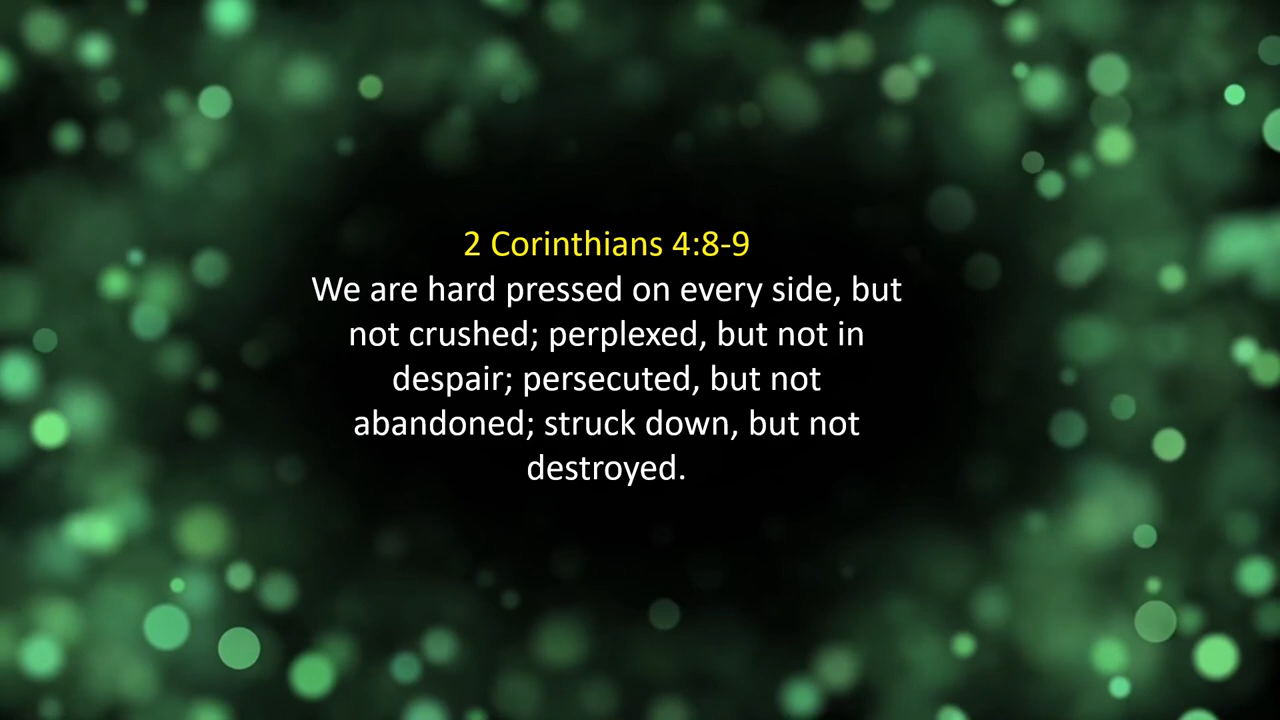 2 Corinthians 4:8-9
We are hard pressed on every side, but
not crushed; perplexed, but not in
despair; persecuted, but not
abandoned; struck down, but not
destroyed.